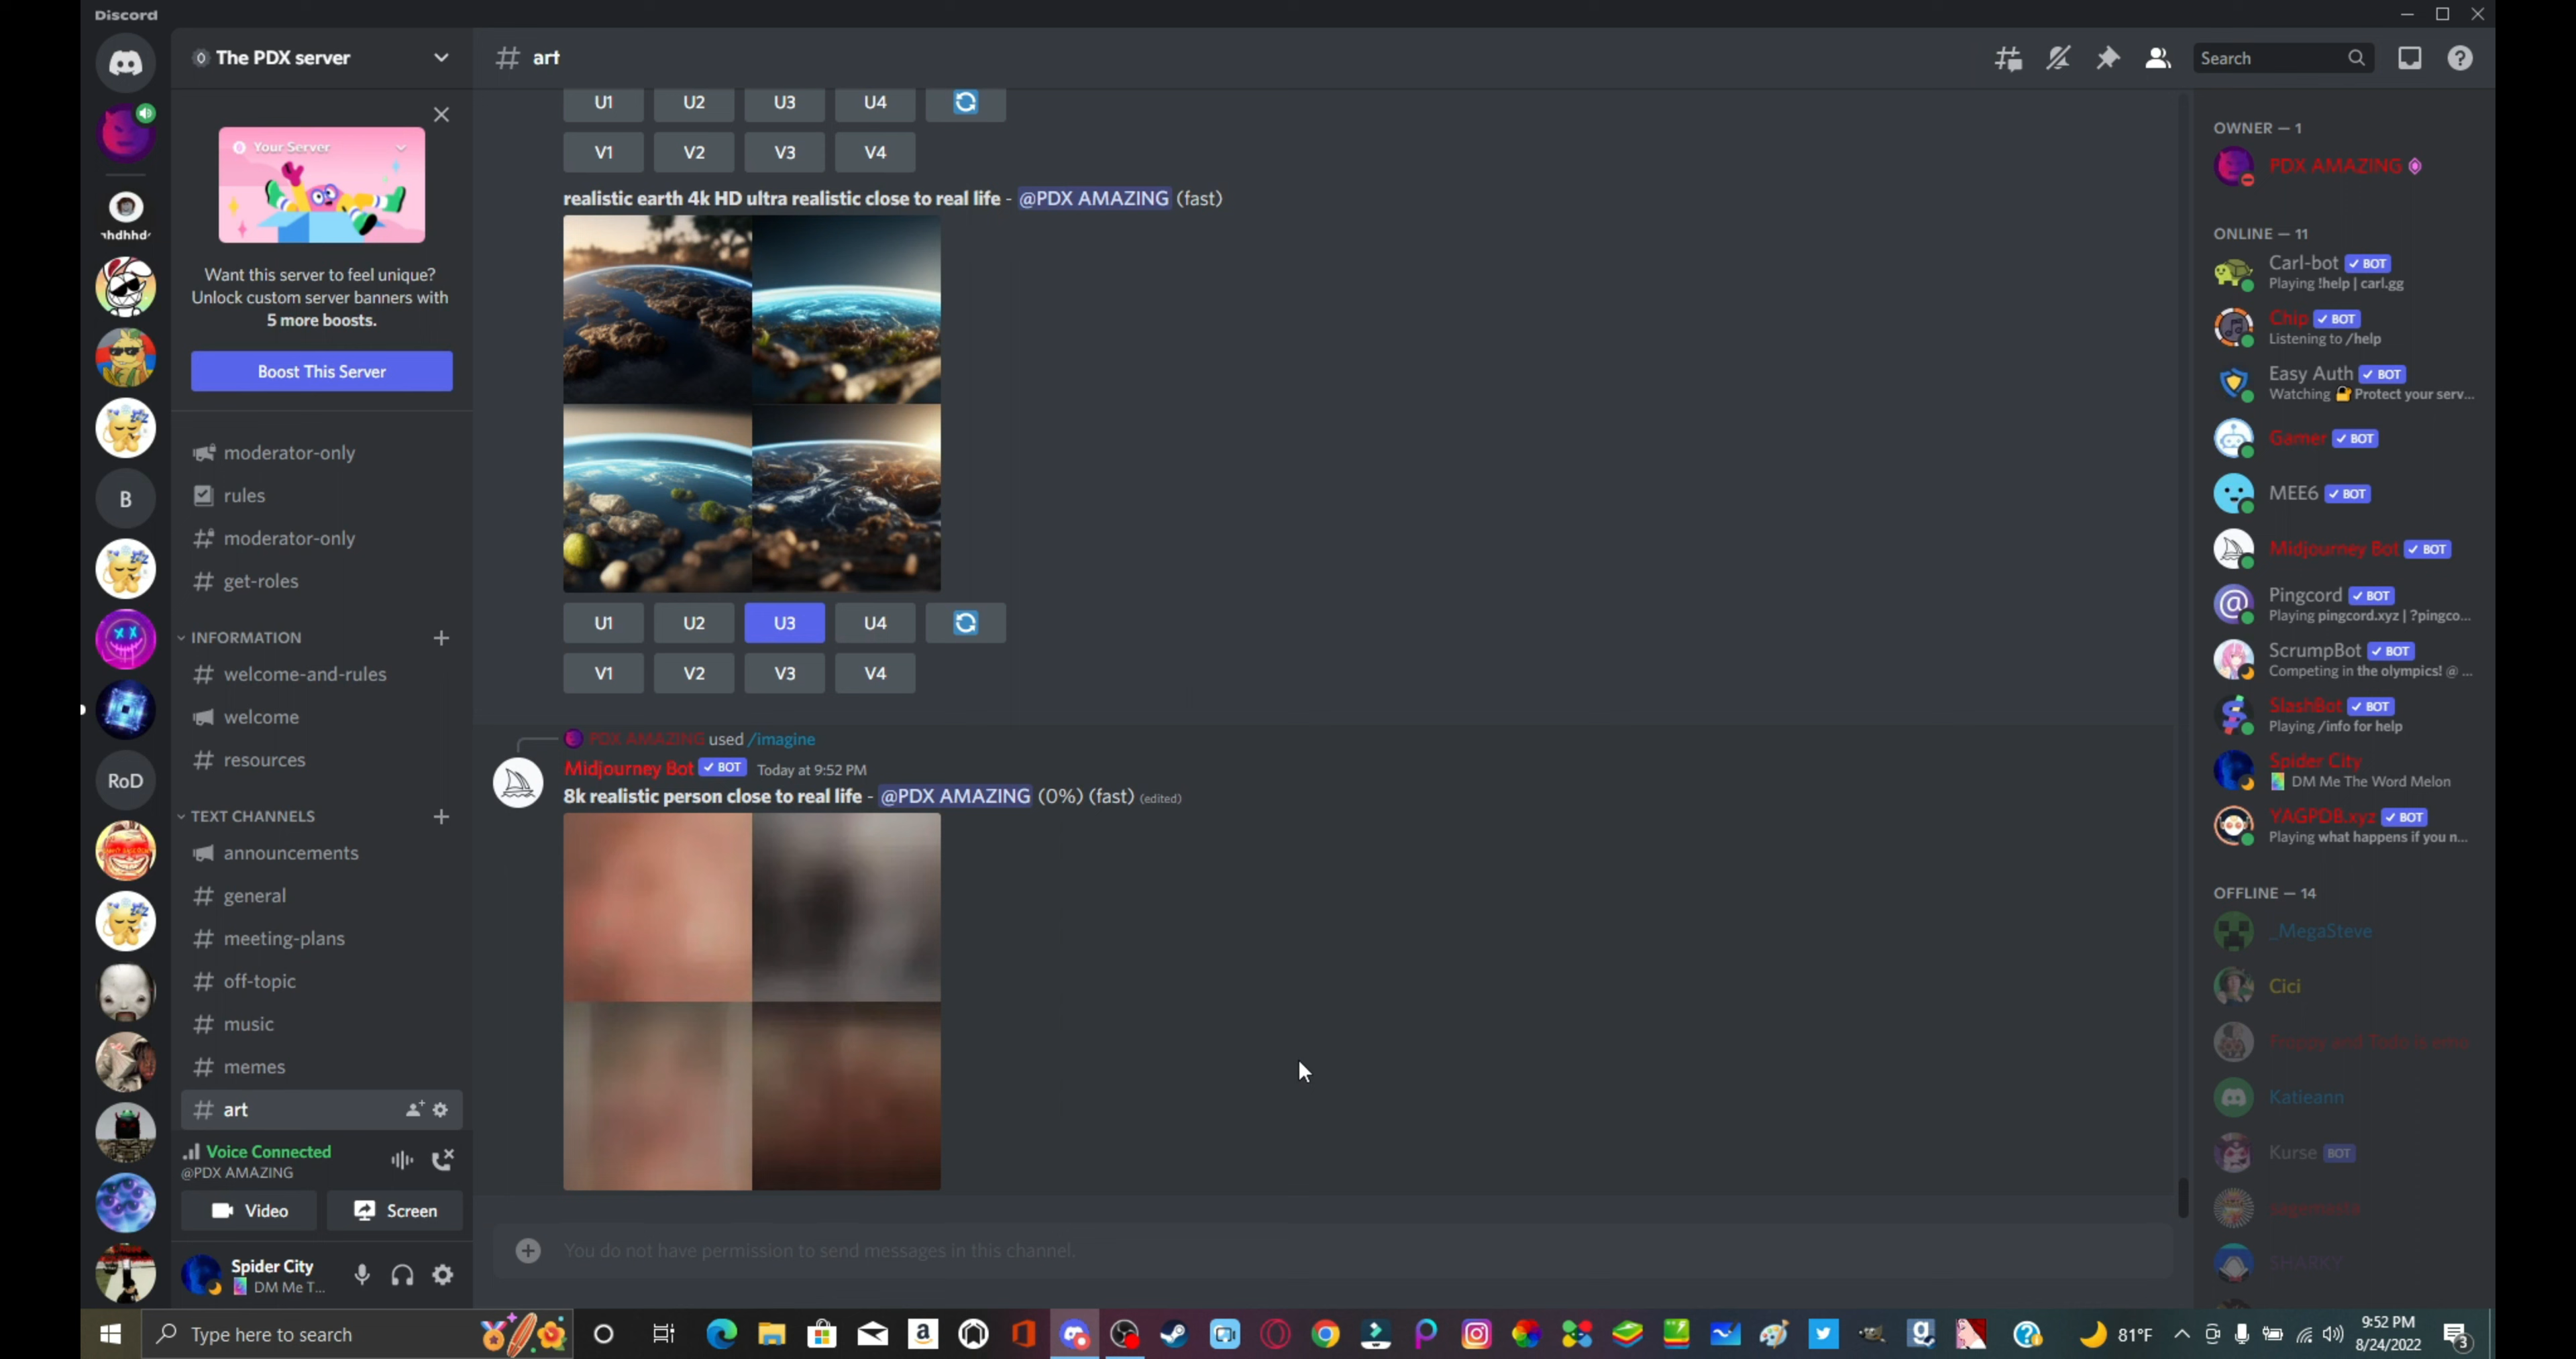 Discord
The PDX server
Your Server
Want this server to feel unique?
Unlock custom server banners with
5 more boosts.
Boost This Server
moderator-only
rules
moderator-only
get-roles
INFORMATION
welcome-and-rules
welcome
resources
TEXT CHANNELS
announcements
general
meeting-plans
off-topic
music
memes
art
Voice Connected
@PDX AMAZING
Video
Screen
Spider City
DM Me T...
B
RoD
# art
Search
U1 U2 U3 U4
V1 V2 V3 V4
realistic earth 4k HD ultra realistic close to real life - @PDX AMAZING (fast)
U1 U2 U3 U4
V1 V2 V3 V4
PDX AMAZING used /imagine
Midjourney Bot ✓ BOT Today at 9:52 PM
8k realistic person close to real life - @PDX AMAZING (0%) (fast) (edited)
You do not have permission to send messages in this channel.
OWNER — 1
PDX AMAZING
ONLINE — 11
Carl-bot ✓ BOT
Playing !help | carl.gg
Chip ✓ BOT
Listening to /help
Easy Auth ✓ BOT
Watching 🔐 Protect your serv...
Gamer ✓ BOT
MEE6 ✓ BOT
Midjourney Bot ✓ BOT
Pingcord ✓ BOT
Playing pingcord.xyz | ?pingco...
ScrumpBot ✓ BOT
Competing in the olympics! @ ...
SlashBot ✓ BOT
Playing /info for help
Spider City
DM Me The Word Melon
YAGPDB.xyz ✓ BOT
Playing what happens if you n...
OFFLINE — 14
_MegaSteve
Cici
Katieann
Kurse BOT
SHARKY
Type here to search
81°F
9:52 PM
8/24/2022
3